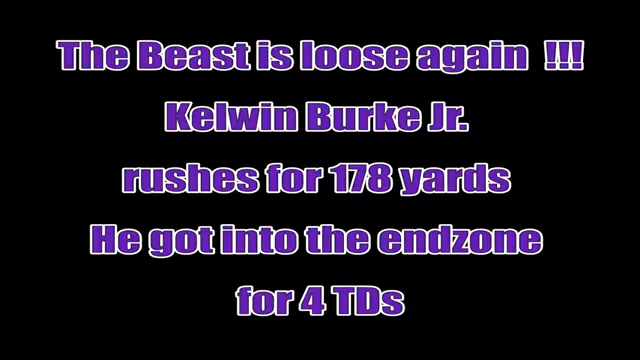 The Beast is loose again !!!
Kelwin Burke Jr.
rushes for 178 yards
He got into the endzone
for 4 TDs